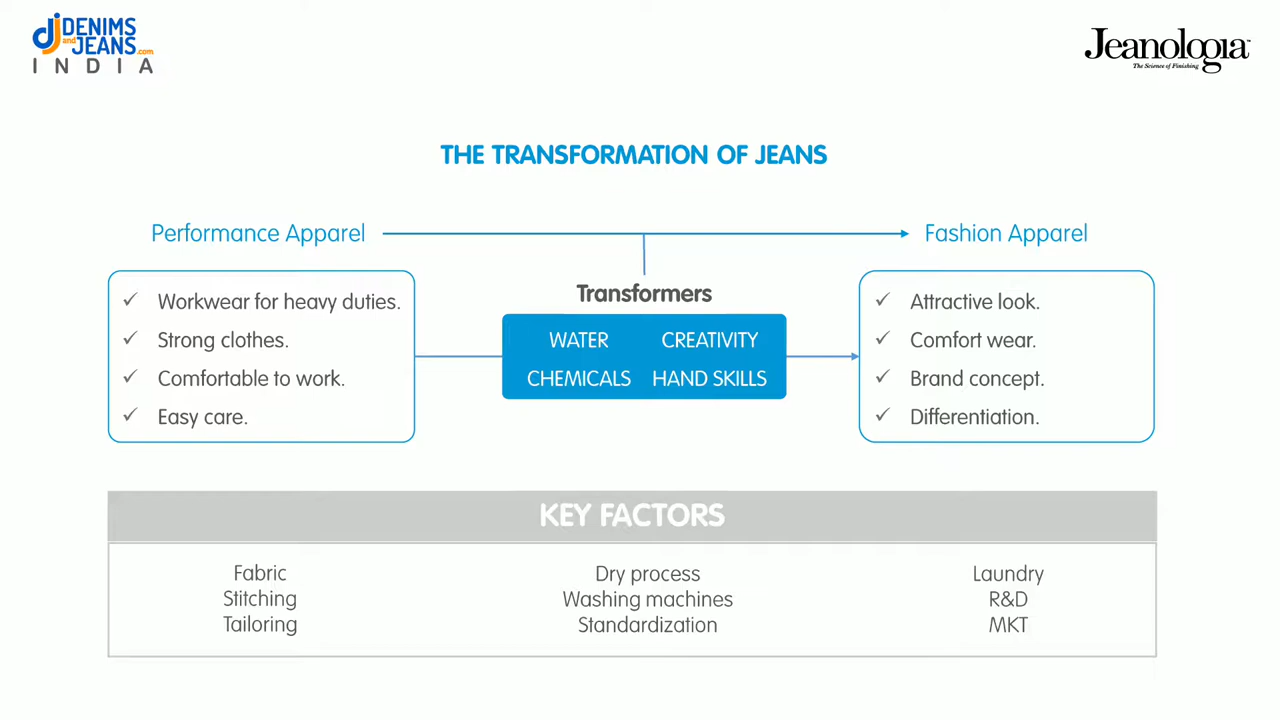 DENIMS
and JEANS.com
INDIA
Jeanologia™
The Science of Finishing
THE TRANSFORMATION OF JEANS
Performance Apparel
Fashion Apparel
Workwear for heavy duties.
Strong clothes.
Comfortable to work.
Easy care.
Transformers
WATER CREATIVITY
CHEMICALS HAND SKILLS
Attractive look.
Comfort wear.
Brand concept.
Differentiation.
KEY FACTORS
Fabric
Stitching
Tailoring
Dry process
Washing machines
Standardization
Laundry
R&D
MKT